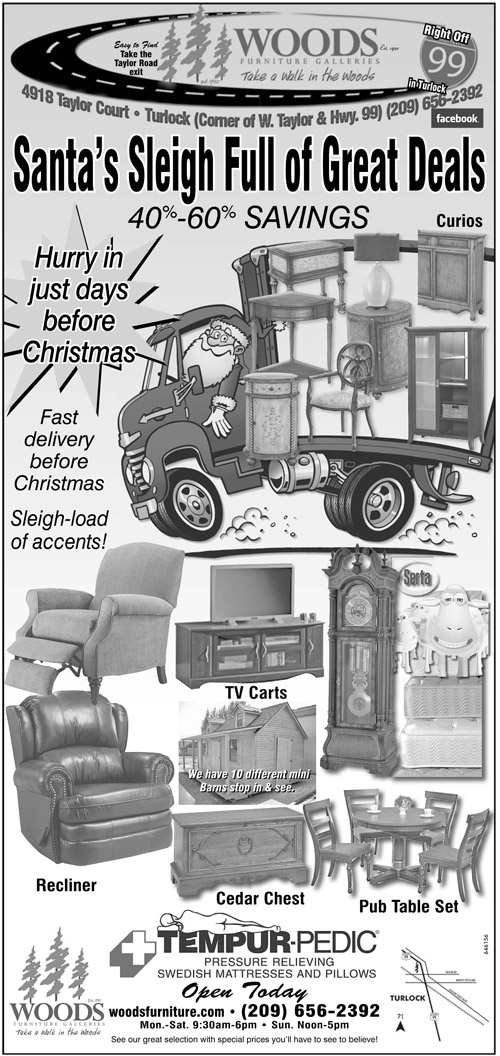 Easy to Find
Take the
Taylor Road
exit
WOODS
Est. 1950
FURNITURE GALLERIES
Take a Walk in the Woods
Right Off
99
in Turlock
4918 Taylor Court • Turlock (Corner of W. Taylor & Hwy. 99) (209) 656-2392
facebook
Santa's Sleigh Full of Great Deals
40%-60% SAVINGS
Curios
Hurry in
just days
before
Christmas
Fast
delivery
before
Christmas
Sleigh-load
of accents!
Serta
TV Carts
We have 10 different mini
Barns stop in & see.
Recliner
Cedar Chest
Pub Table Set
TEMPUR-PEDIC®
PRESSURE RELIEVING
SWEDISH MATTRESSES AND PILLOWS
Open Today
WOODS
FURNITURE GALLERIES
Take a Walk in the Woods
woodsfurniture.com • (209) 656-2392
Mon.-Sat. 9:30am-6pm • Sun. Noon-5pm
See our great selection with special prices you'll have to see to believe!
TURLOCK
646156